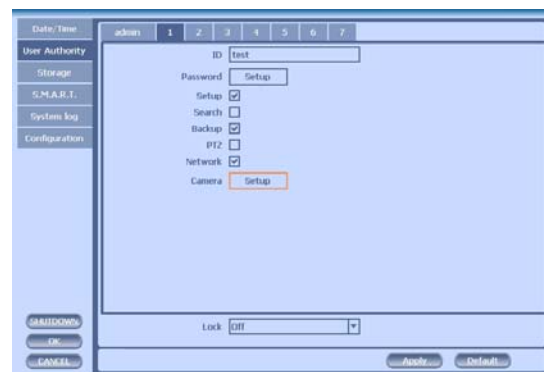 Date/Time
User Authority
Storage
S.M.A.R.T.
System log
Configuration
SHUTDOWN
OK
CANCEL
admin 1 2 3 4 5 6 7
ID test
Password Setup
Setup
Search
Backup
PTZ
Network
Camera Setup
Lock Off
Apply Default